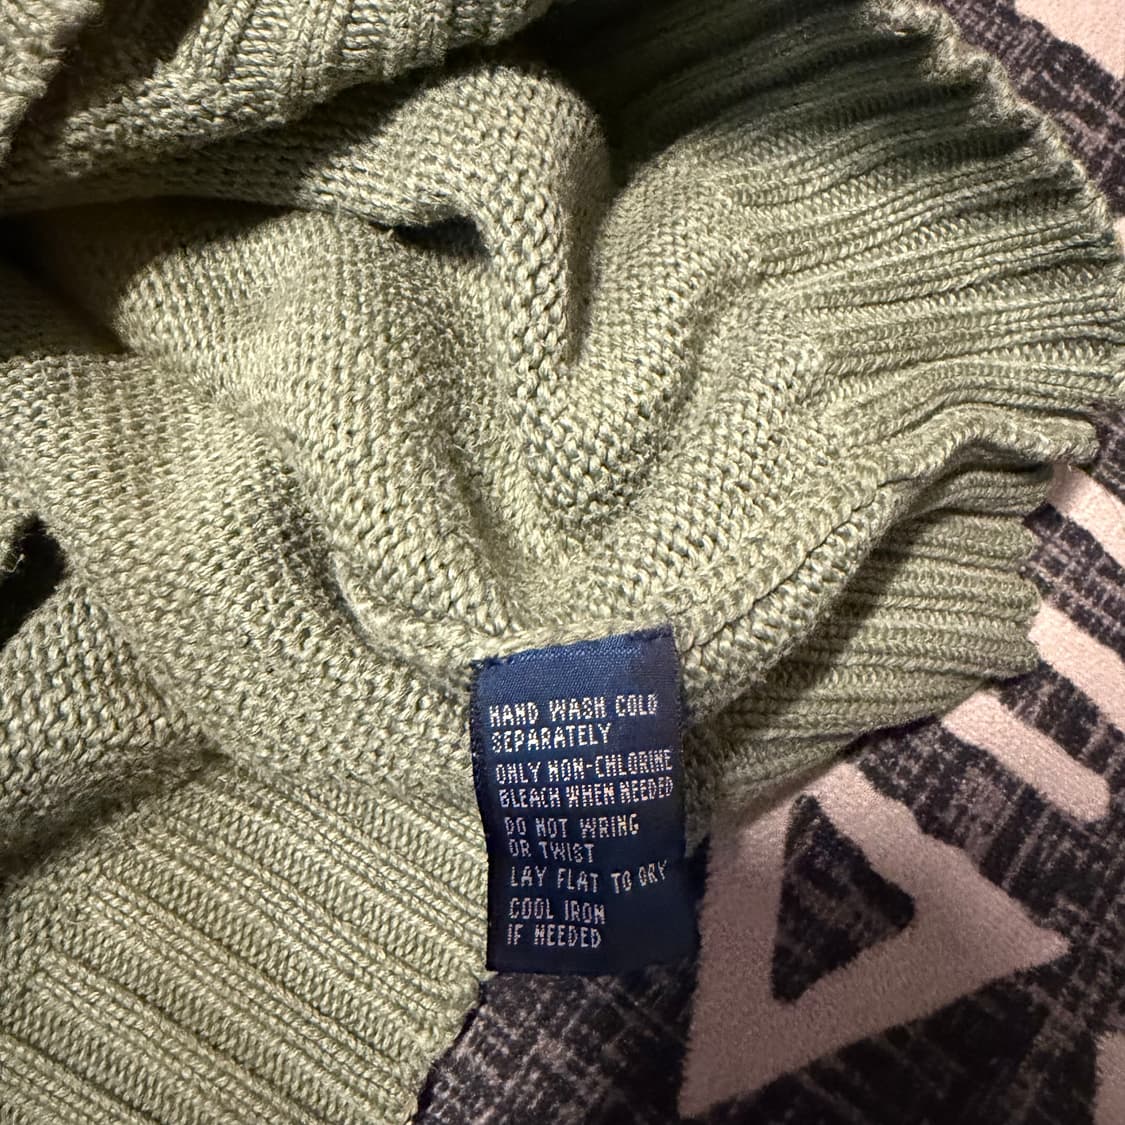 HAND WASH COLD
SEPARATELY
ONLY NON-CHLORINE
BLEACH WHEN NEEDED
DO NOT WRING
OR TWIST
LAY FLAT TO DRY
COOL IRON
IF NEEDED